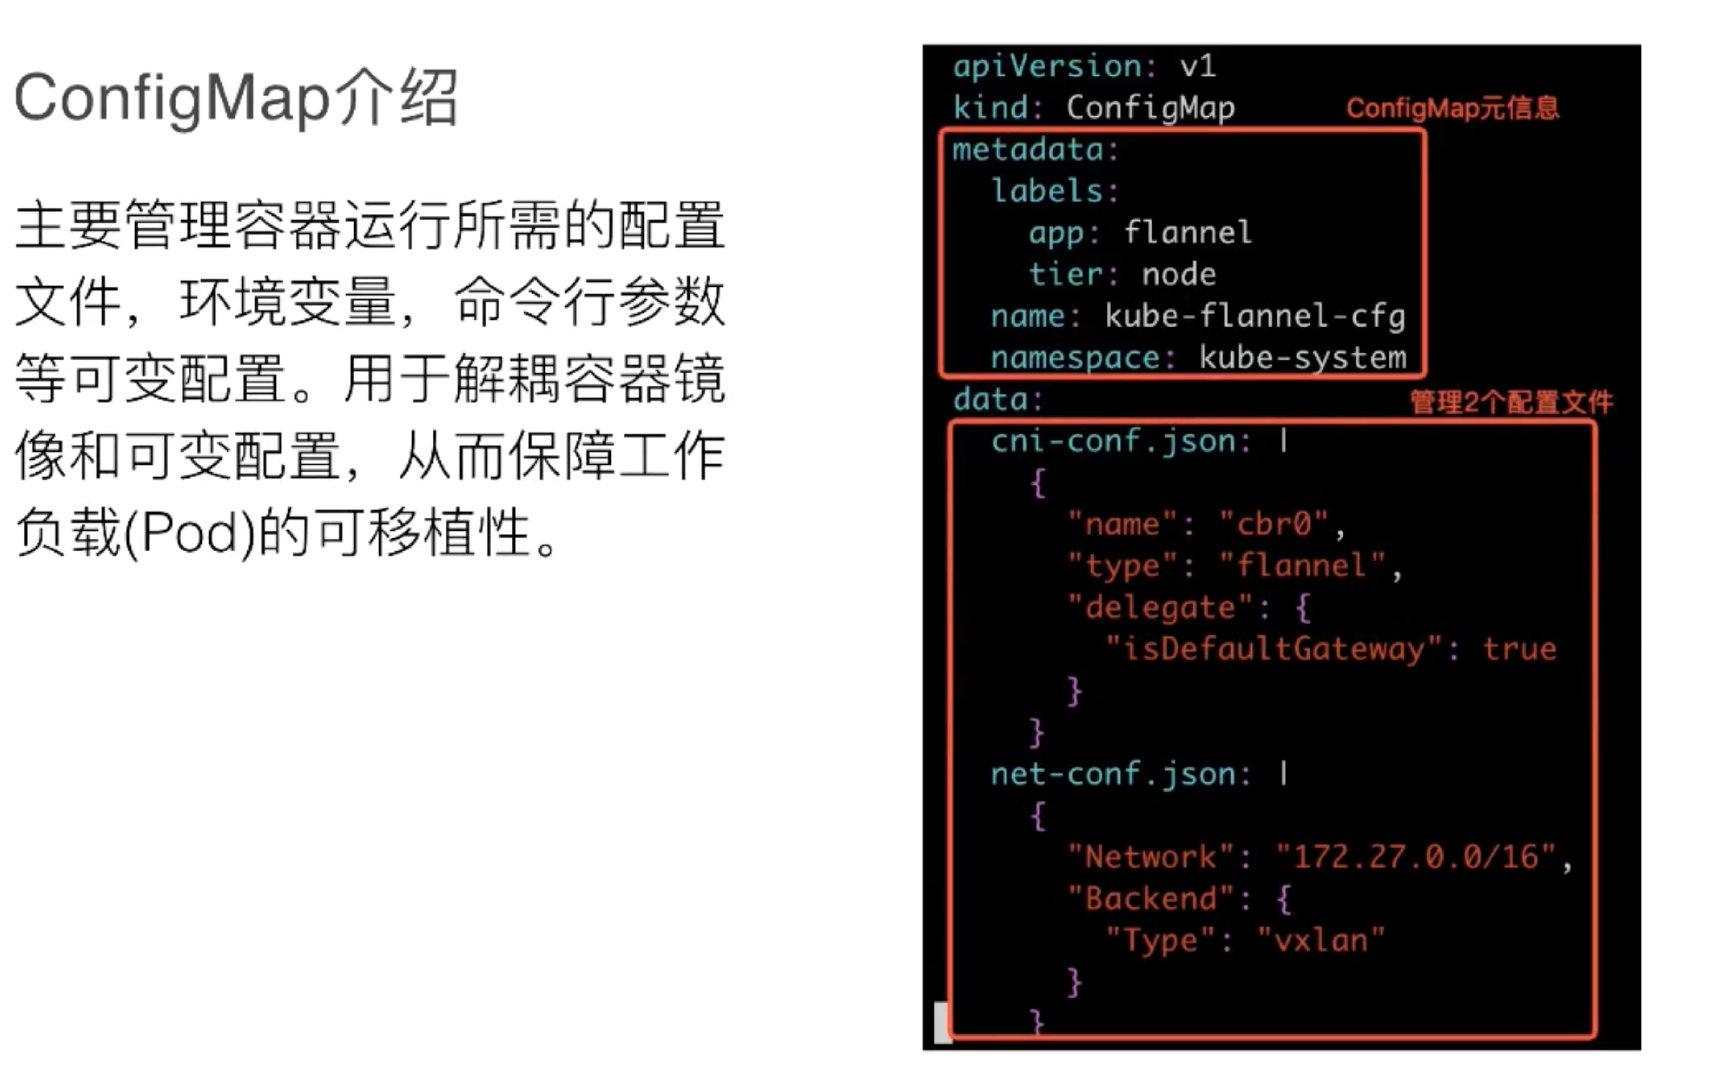 ConfigMap介绍
主要管理容器运行所需的配置
文件，环境变量，命令行参数
等可变配置。用于解耦容器镜
像和可变配置，从而保障工作
负载(Pod)的可移植性。
apiVersion: v1
kind: ConfigMap
ConfigMap元信息
metadata:
  labels:
    app: flannel
    tier: node
  name: kube-flannel-cfg
  namespace: kube-system
data:
管理2个配置文件
  cni-conf.json: |
    {
      "name": "cbr0",
      "type": "flannel",
      "delegate": {
        "isDefaultGateway": true
      }
    }
  net-conf.json: |
    {
      "Network": "172.27.0.0/16",
      "Backend": {
        "Type": "vxlan"
      }
    }